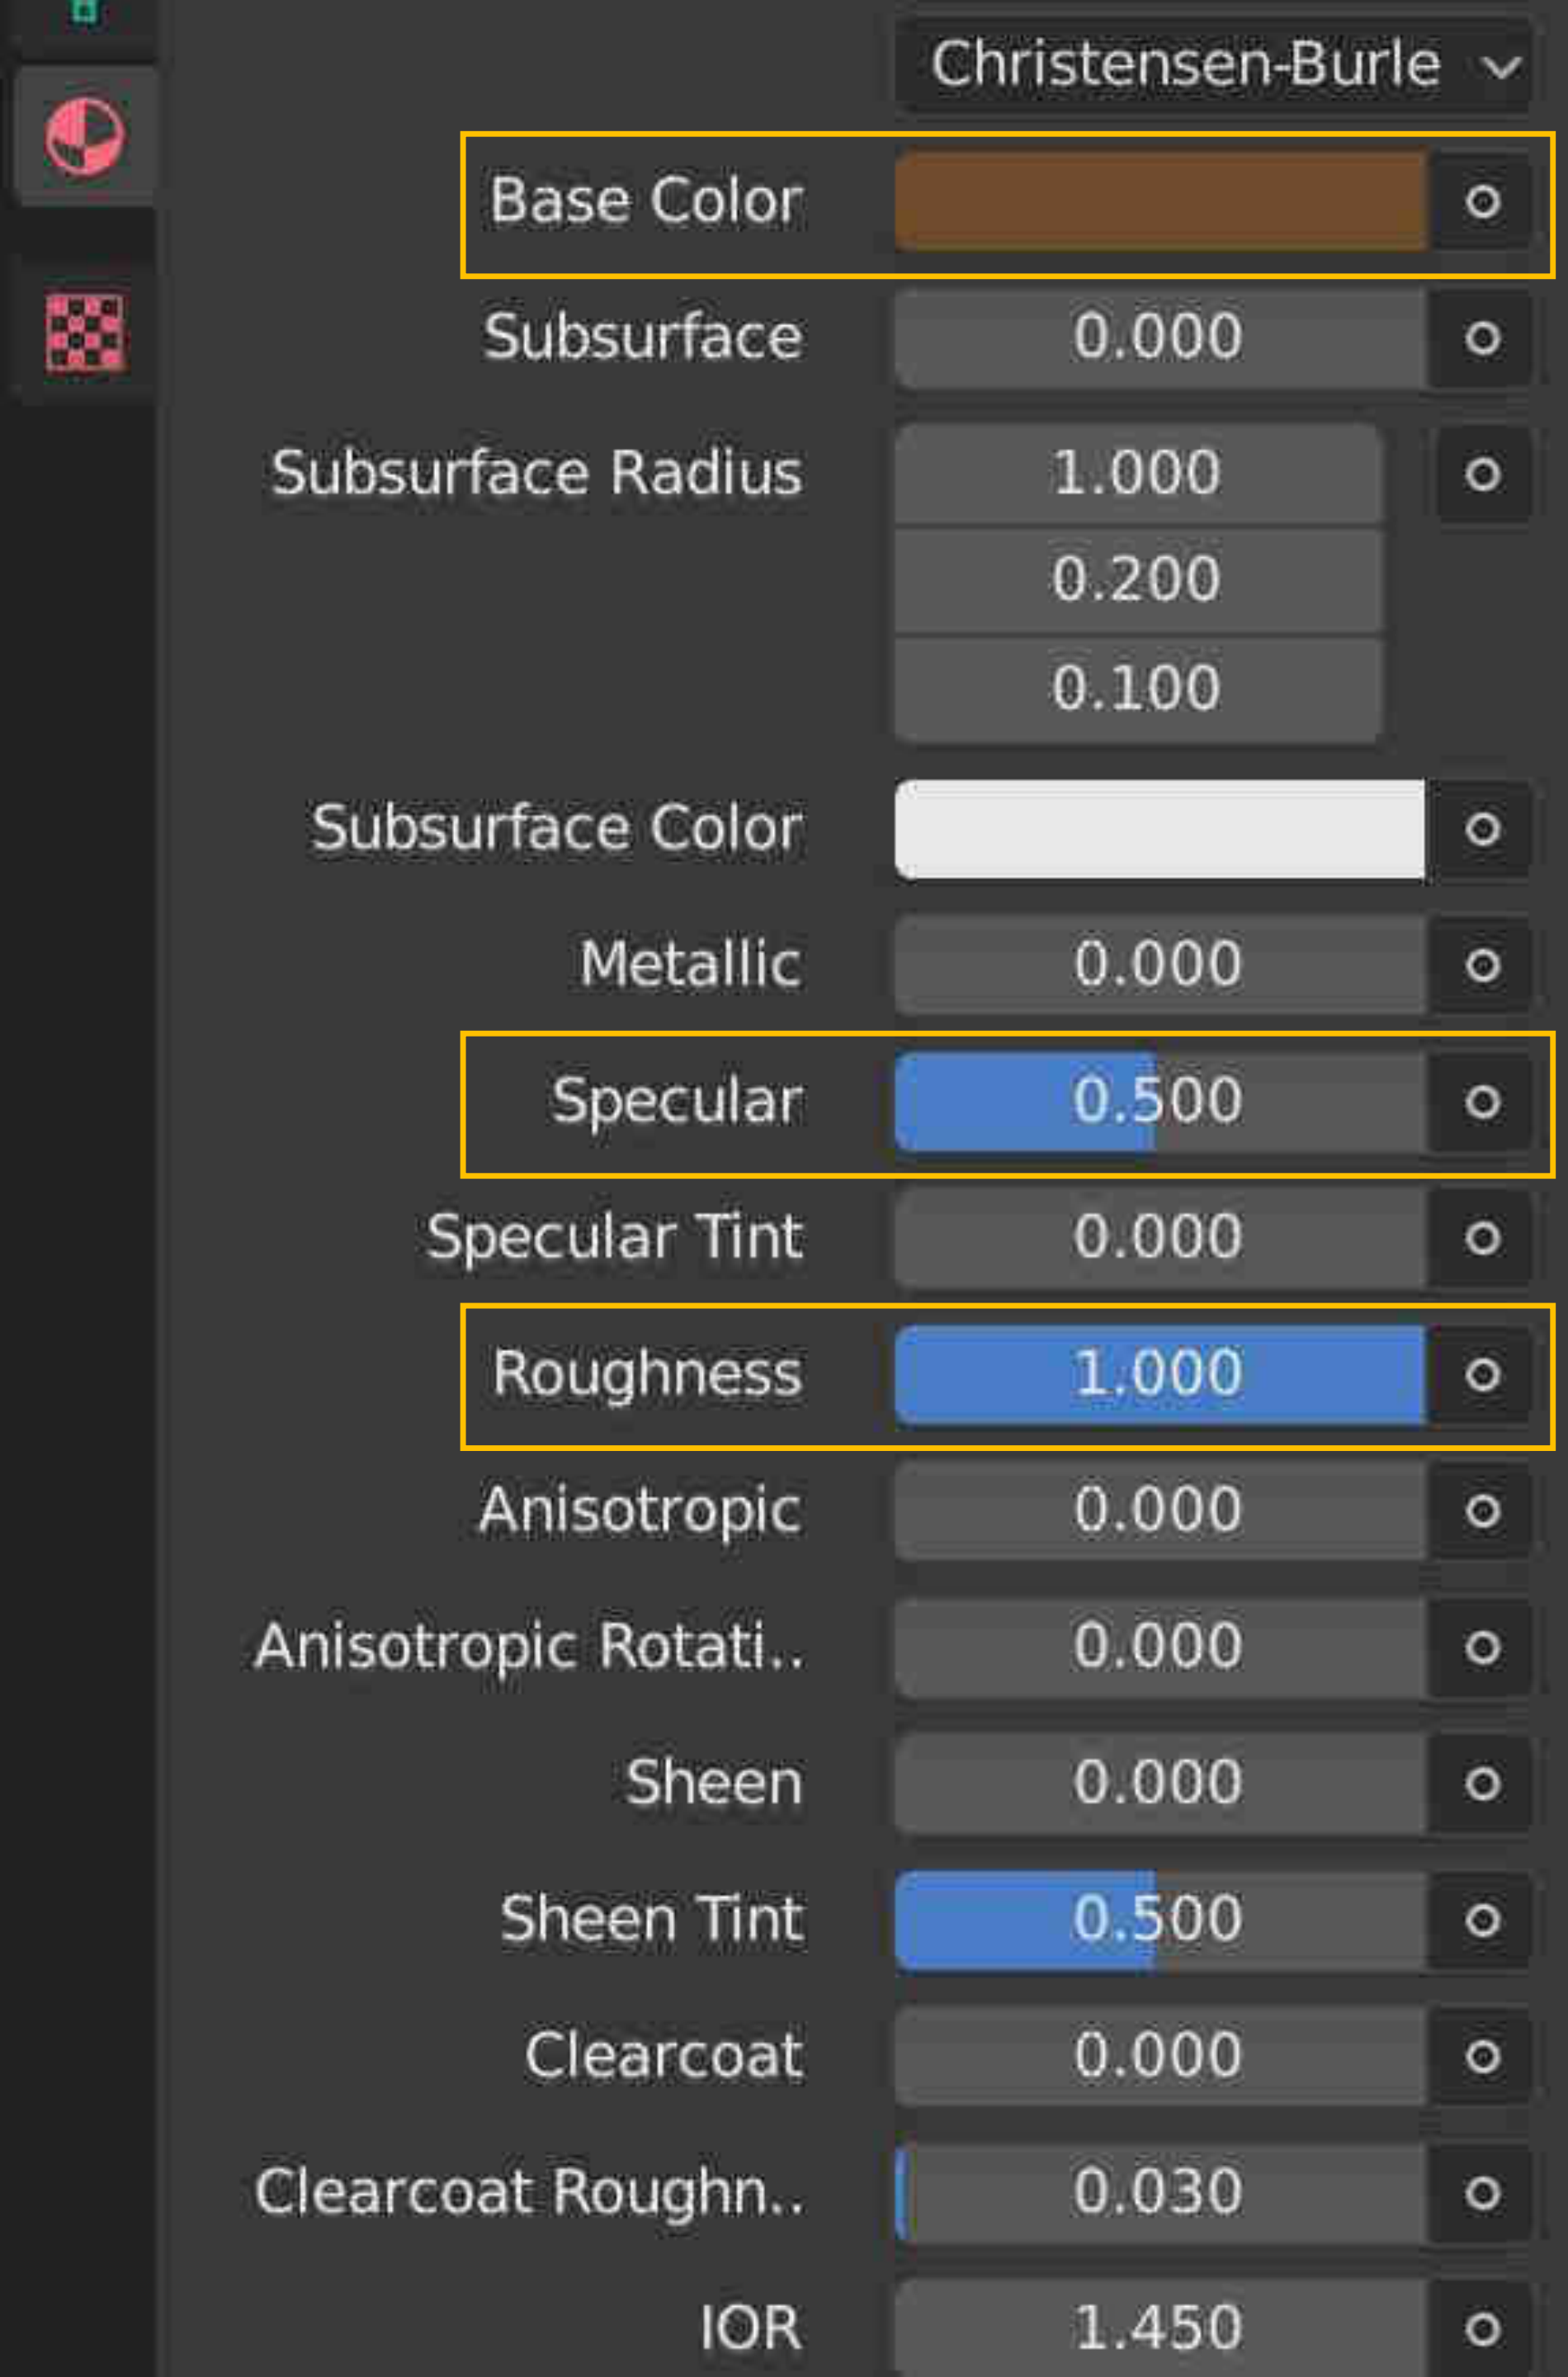 Christensen-Burle
Base Color
Subsurface 0.000
Subsurface Radius 1.000
0.200
0.100
Subsurface Color
Metallic 0.000
Specular 0.500
Specular Tint 0.000
Roughness 1.000
Anisotropic 0.000
Anisotropic Rotati.. 0.000
Sheen 0.000
Sheen Tint 0.500
Clearcoat 0.000
Clearcoat Roughn.. 0.030
IOR 1.450